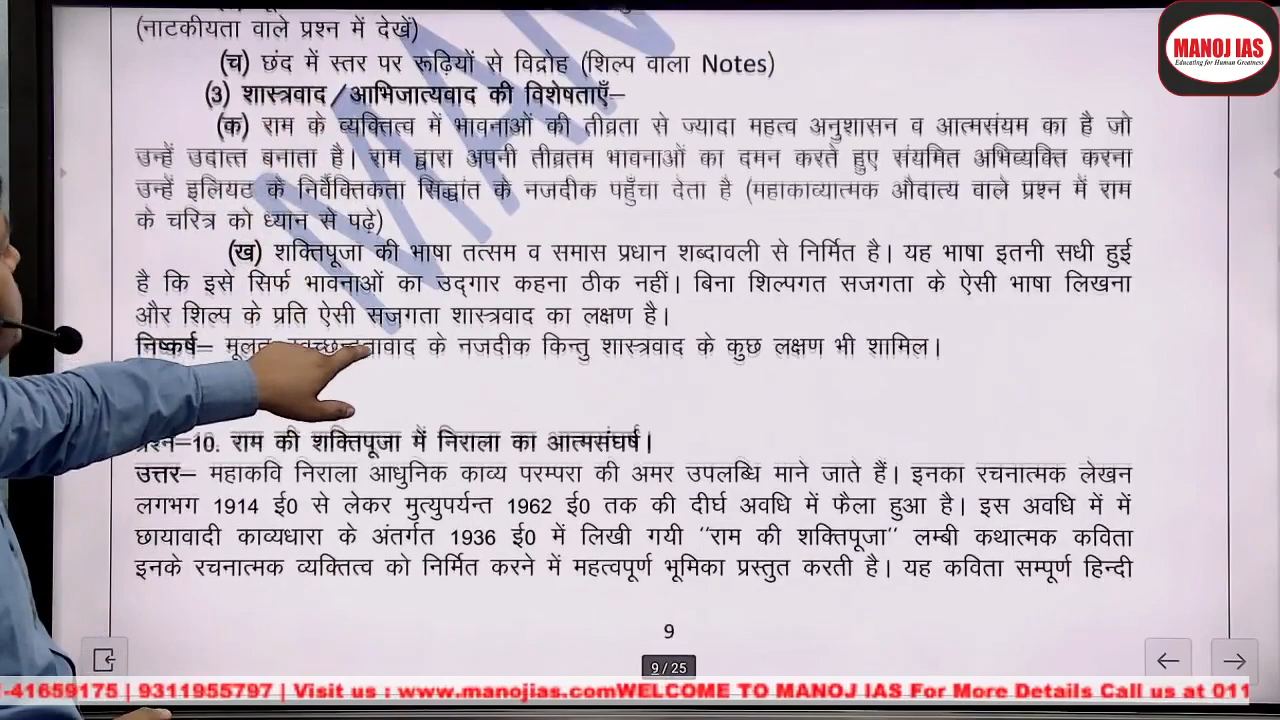 (नाटकीयता वाले प्रश्न में देखें)
MANOJ IAS
Educating for Human Greatness
(च) छंद में स्तर पर रूढ़ियों से विद्रोह (शिल्प वाला Notes)
(3) शास्त्रवाद/आभिजात्यवाद की विशेषताएँ–
(क) राम के व्यक्तित्व में भावनाओं की तीव्रता से ज्यादा महत्व अनुशासन व आत्मसंयम का है जो
उन्हें उदात्त बनाता है। राम द्वारा अपनी तीव्रतम भावनाओं का दमन करते हुए संयमित अभिव्यक्ति करना
उन्हें इलियट के निर्वैक्तिकता सिद्धांत के नजदीक पहुँचा देता है (महाकाव्यात्मक औदात्य वाले प्रश्न में राम
के चरित्र को ध्यान से पढ़े)
(ख) शक्तिपूजा की भाषा तत्सम व समास प्रधान शब्दावली से निर्मित है। यह भाषा इतनी सधी हुई
है कि इसे सिर्फ भावनाओं का उद्गार कहना ठीक नहीं। बिना शिल्पगत सजगता के ऐसी भाषा लिखना
और शिल्प के प्रति ऐसी सजगता शास्त्रवाद का लक्षण है।
निष्कर्ष– के नजदीक किन्तु शास्त्रवाद के कुछ लक्षण भी शामिल।
प्रश्न–10. राम की शक्तिपूजा में निराला का आत्मसंघर्ष।
उत्तर– महाकवि निराला आधुनिक काव्य परम्परा की अमर उपलब्धि माने जाते हैं। इनका रचनात्मक लेखन
लगभग 1914 ई0 से लेकर मुत्युपर्यन्त 1962 ई0 तक की दीर्घ अवधि में फैला हुआ है। इस अवधि में में
छायावादी काव्यधारा के अंतर्गत 1936 ई0 में लिखी गयी ‘‘राम की शक्तिपूजा‘‘ लम्बी कथात्मक कविता
इनके रचनात्मक व्यक्तित्व को निर्मित करने में महत्वपूर्ण भूमिका प्रस्तुत करती है। यह कविता सम्पूर्ण हिन्दी
9
9/25
-41659175 | 9311955797 | Visit us : www.manojias.comWELCOME TO MANOJ IAS For More Details Call us at 011